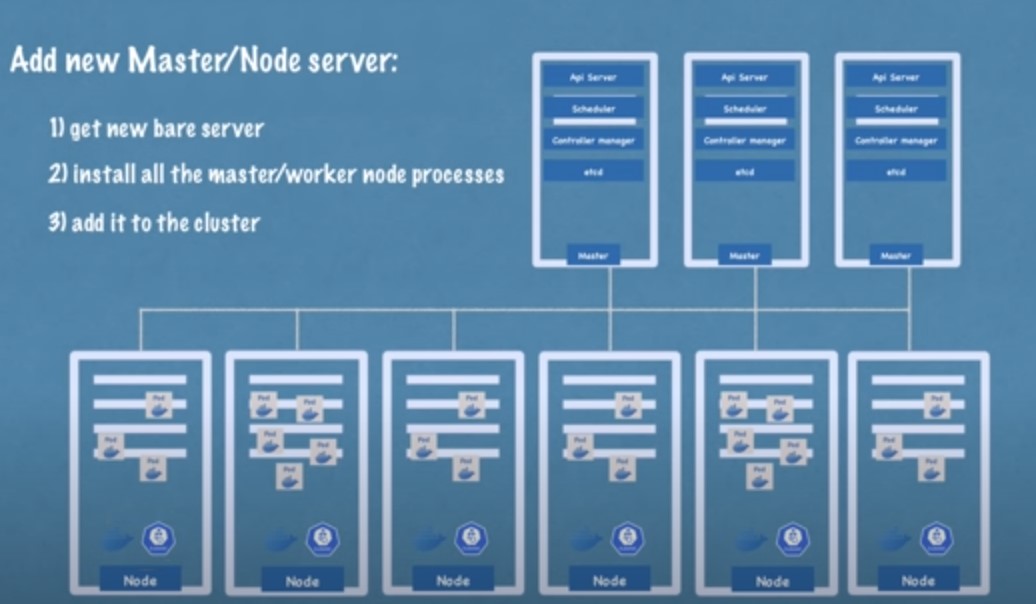 Add new Master/Node server:
1) get new bare server
2) install all the master/worker node processes
3) add it to the cluster
Api Server
Scheduler
Controller manager
etcd
Master
Api Server
Scheduler
Controller manager
etcd
Master
Api Server
Scheduler
Controller manager
etcd
Master
Pod
Pod
Pod
Node
Pod
Pod
Pod
Pod
Pod
Node
Pod
Pod
Pod
Node
Pod
Pod
Pod
Node
Pod
Pod
Pod
Pod
Pod
Node
Pod
Pod
Pod
Node